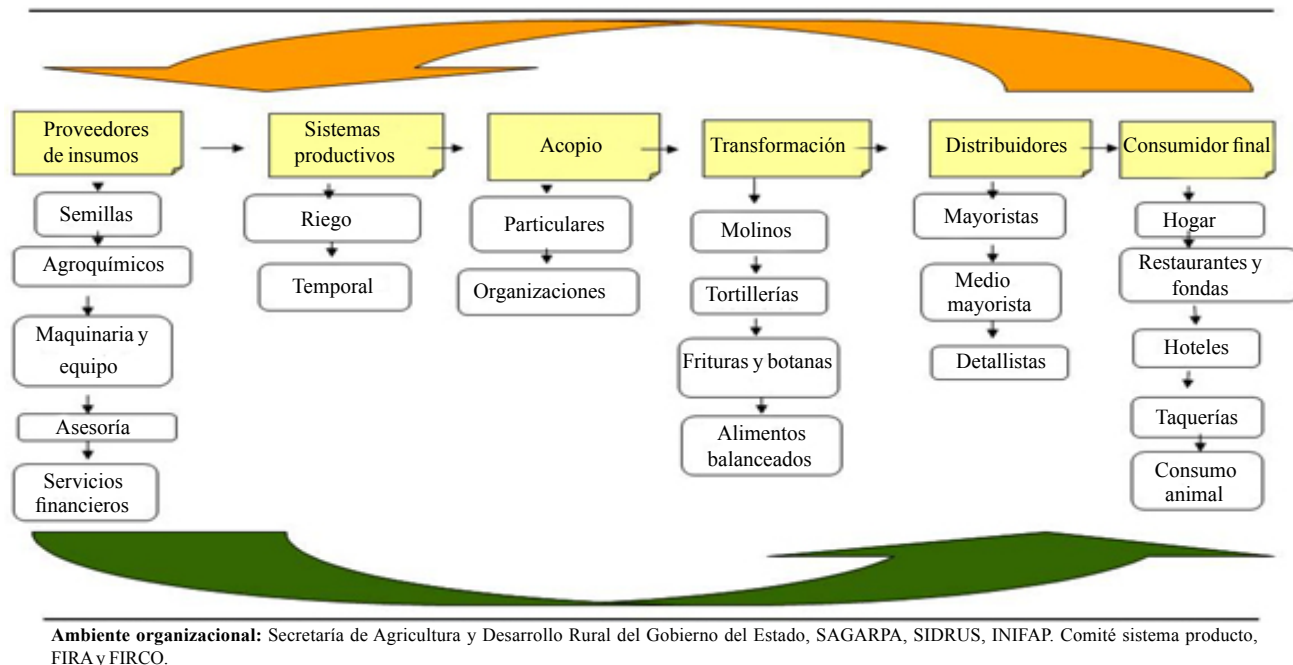 Proveedores
de insumos
Sistemas
productivos
Acopio
Transformación
Distribuidores
Consumidor final
Semillas
Agroquímicos
Maquinaria y
equipo
Asesoría
Servicios
financieros
Riego
Temporal
Particulares
Organizaciones
Molinos
Tortillerías
Frituras y botanas
Alimentos
balanceados
Mayoristas
Medio
mayorista
Detallistas
Hogar
Restaurantes y
fondas
Hoteles
Taquerías
Consumo
animal
Ambiente organizacional: Secretaría de Agricultura y Desarrollo Rural del Gobierno del Estado, SAGARPA, SIDRUS, INIFAP. Comité sistema producto,
FIRA y FIRCO.